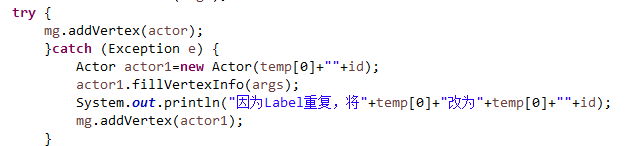 try {
mg.addVertex(actor);
}catch (Exception e) {
Actor actor1=new Actor(temp[0]+""+id);
actor1.fillVertexInfo(args);
System.out.println("因为Label重复，将"+temp[0]+"改为"+temp[0]+""+id);
mg.addVertex(actor1);
}